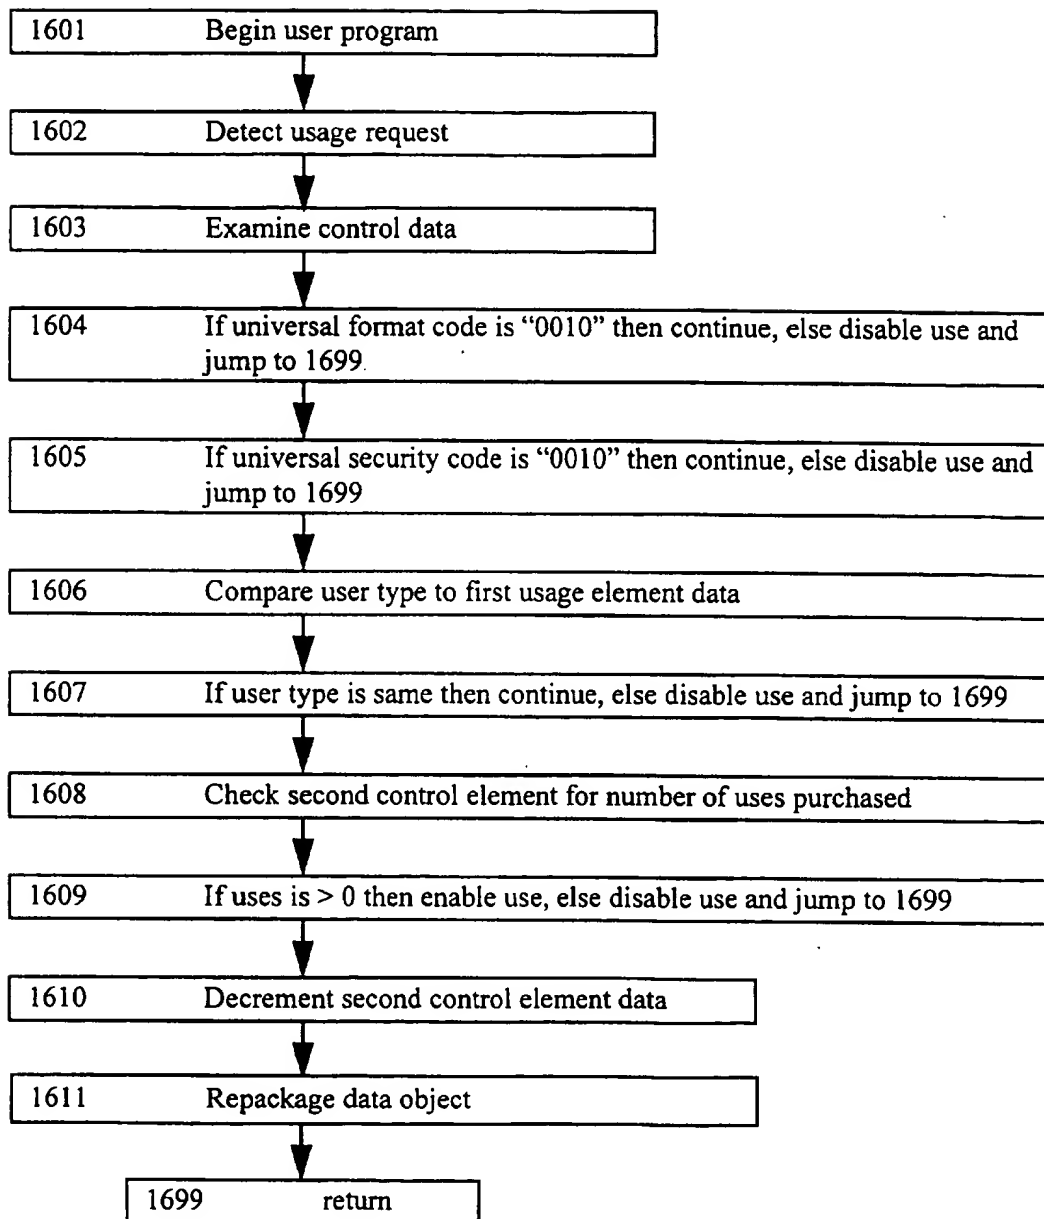 1601 Begin user program
1602 Detect usage request
1603 Examine control data
1604 If universal format code is “0010” then continue, else disable use and
jump to 1699.
1605 If universal security code is “0010” then continue, else disable use and
jump to 1699
1606 Compare user type to first usage element data
1607 If user type is same then continue, else disable use and jump to 1699
1608 Check second control element for number of uses purchased
1609 If uses is > 0 then enable use, else disable use and jump to 1699
1610 Decrement second control element data
1611 Repackage data object
1699 return